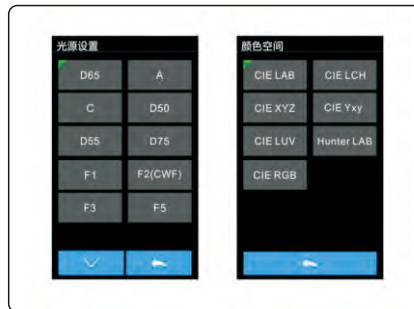 光源设置
D65 A
C D50
D55 D75
F1 F2(CWF)
F3 F5
颜色空间
CIE LAB CIE LCH
CIE XYZ CIE Yxy
CIE LUV Hunter LAB
CIE RGB